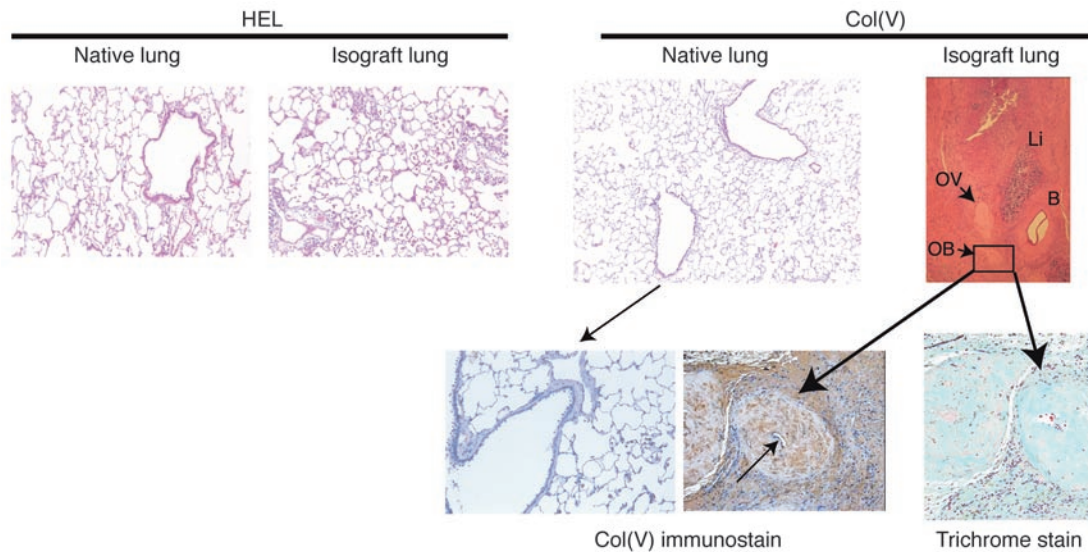 HEL
Col(V)
Native lung
Isograft lung
Native lung
Isograft lung
Li
OV
B
OB
Col(V) immunostain
Trichrome stain